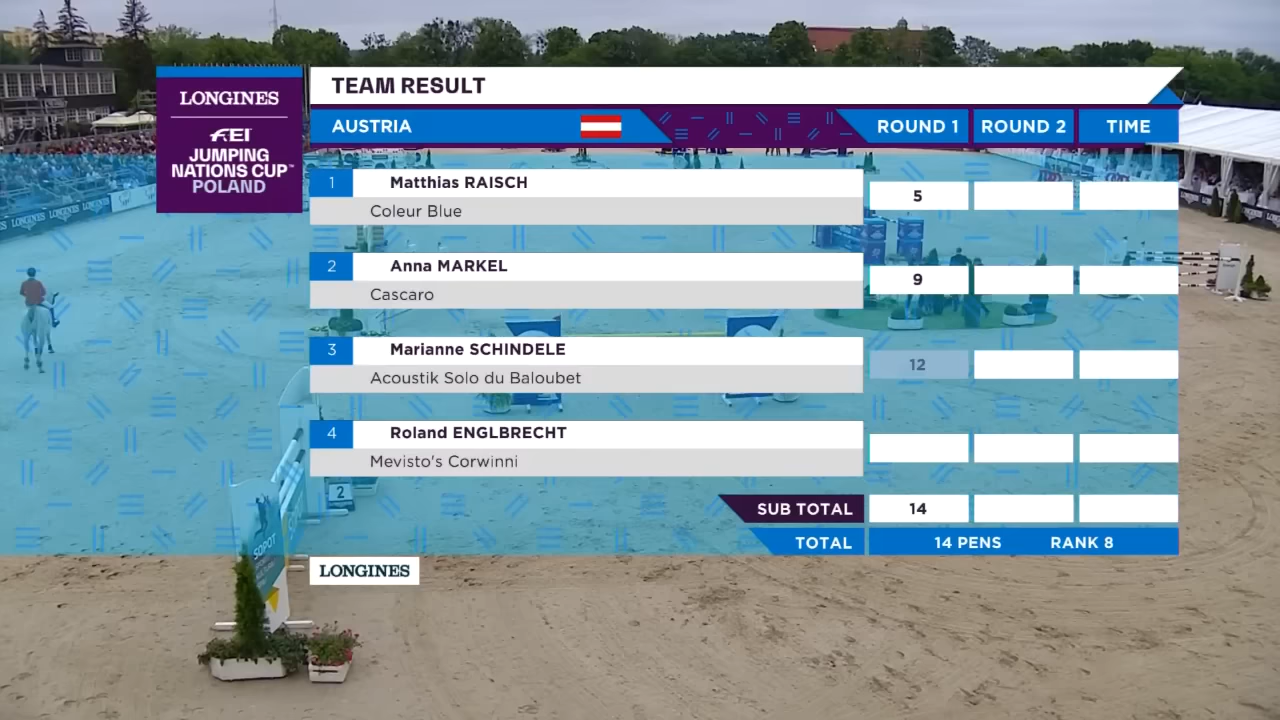 TEAM RESULT
LONGINES
FEI
JUMPING
NATIONS CUP™
POLAND
AUSTRIA
ROUND 1 ROUND 2 TIME
1 Matthias RAISCH
Coleur Blue
5
2 Anna MARKEL
Cascaro
9
3 Marianne SCHINDELE
Acoustik Solo du Baloubet
12
4 Roland ENGLBRECHT
Mevisto's Corwinni
2
SUB TOTAL 14
TOTAL 14 PENS RANK 8
SOPOT
LONGINES